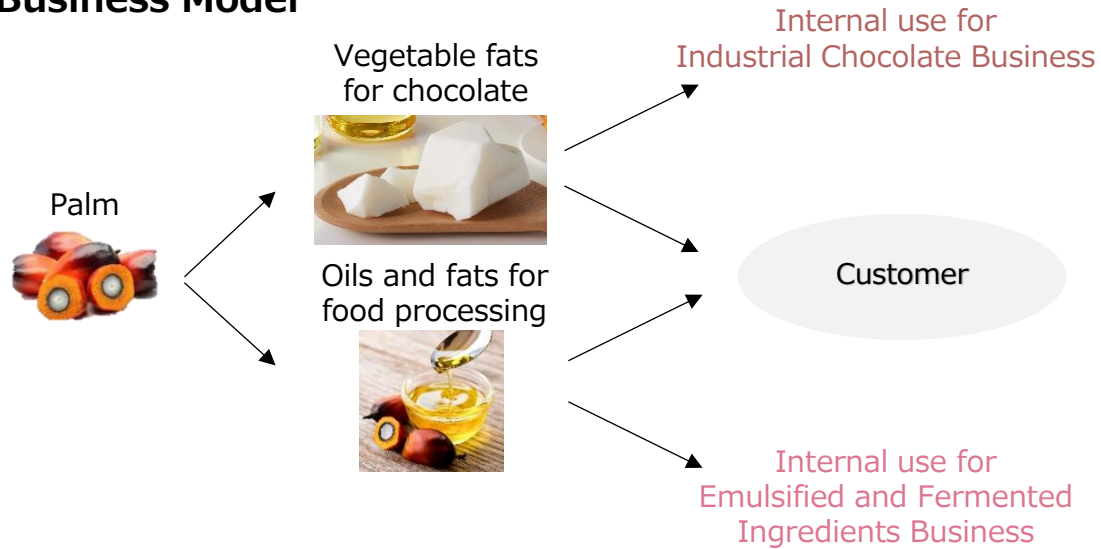 Business Model
Internal use for
Industrial Chocolate Business
Vegetable fats
for chocolate
Palm
Oils and fats for
food processing
Customer
Internal use for
Emulsified and Fermented
Ingredients Business